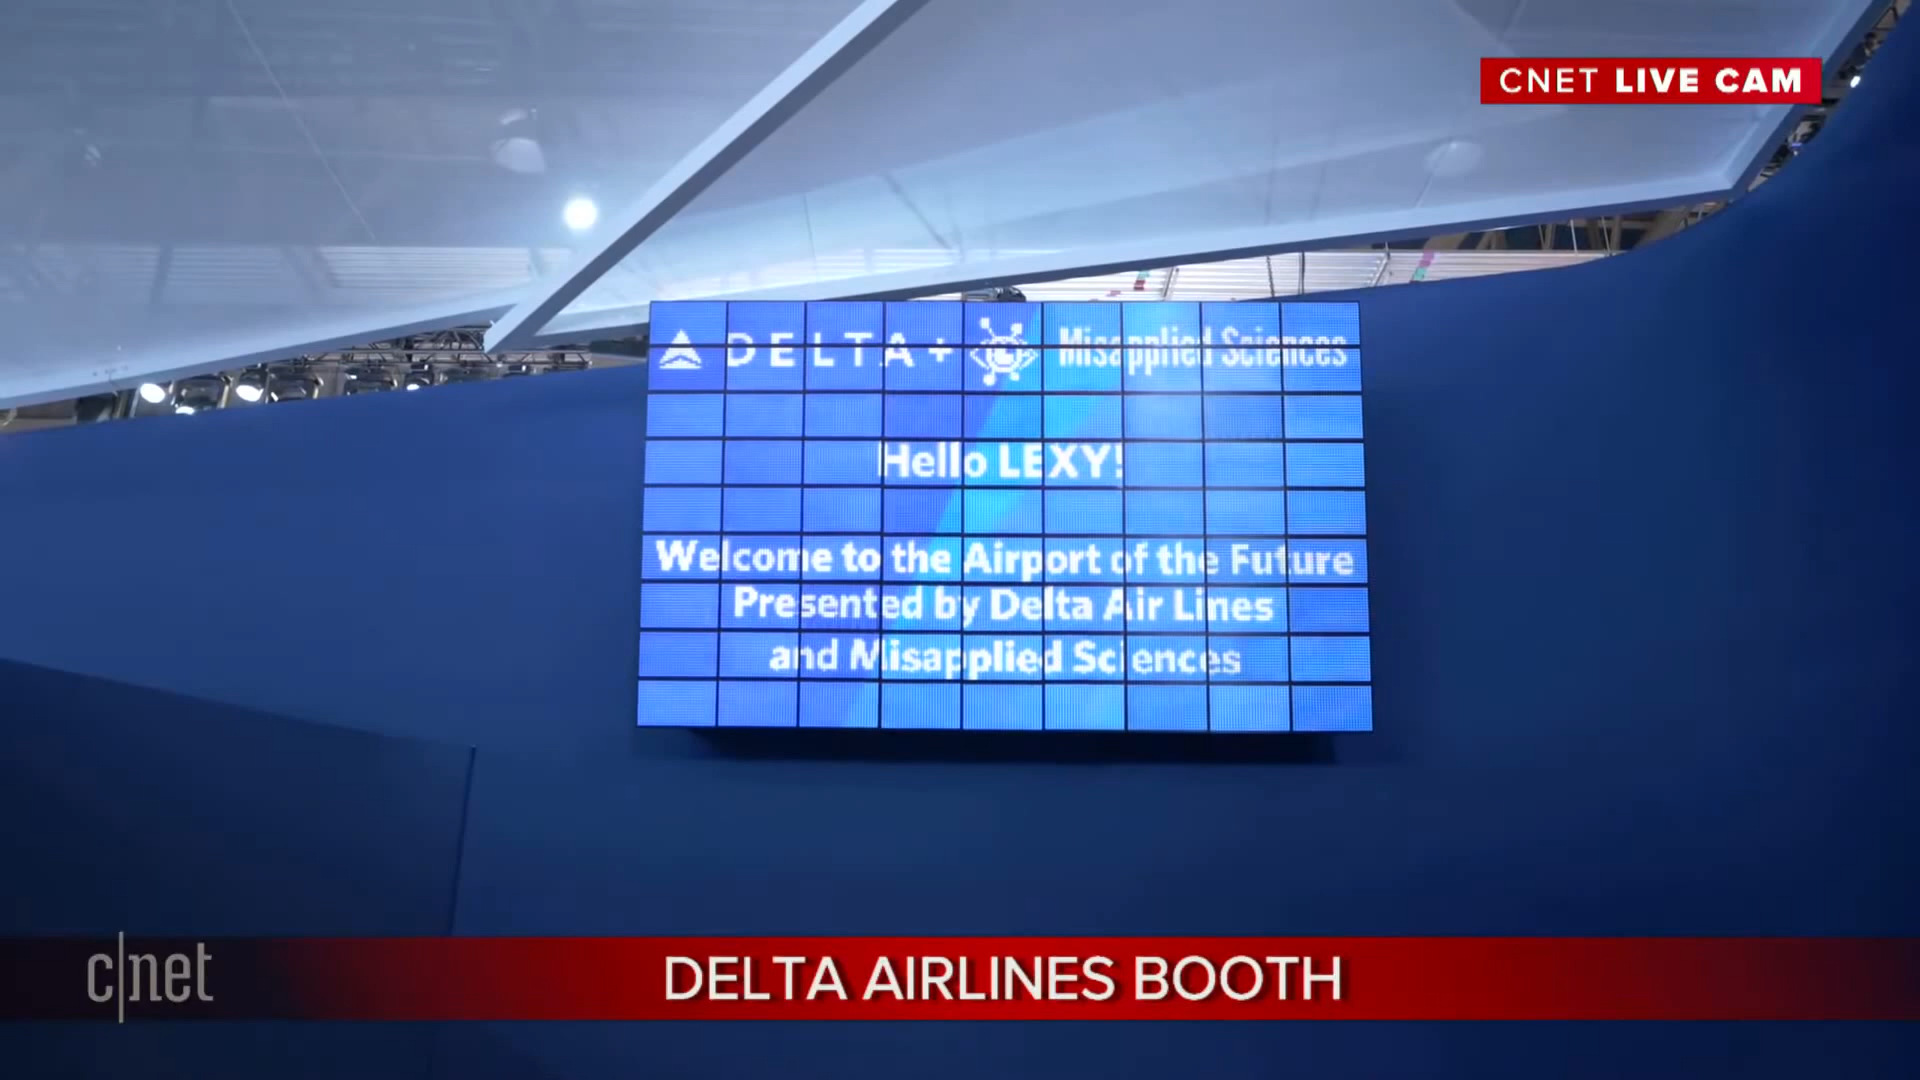 CNET LIVE CAM
DELTA + Misapplied Sciences
Hello LEXY!
Welcome to the Airport of the Future
Presented by Delta Air Lines
and Misapplied Sciences
c|net
DELTA AIRLINES BOOTH